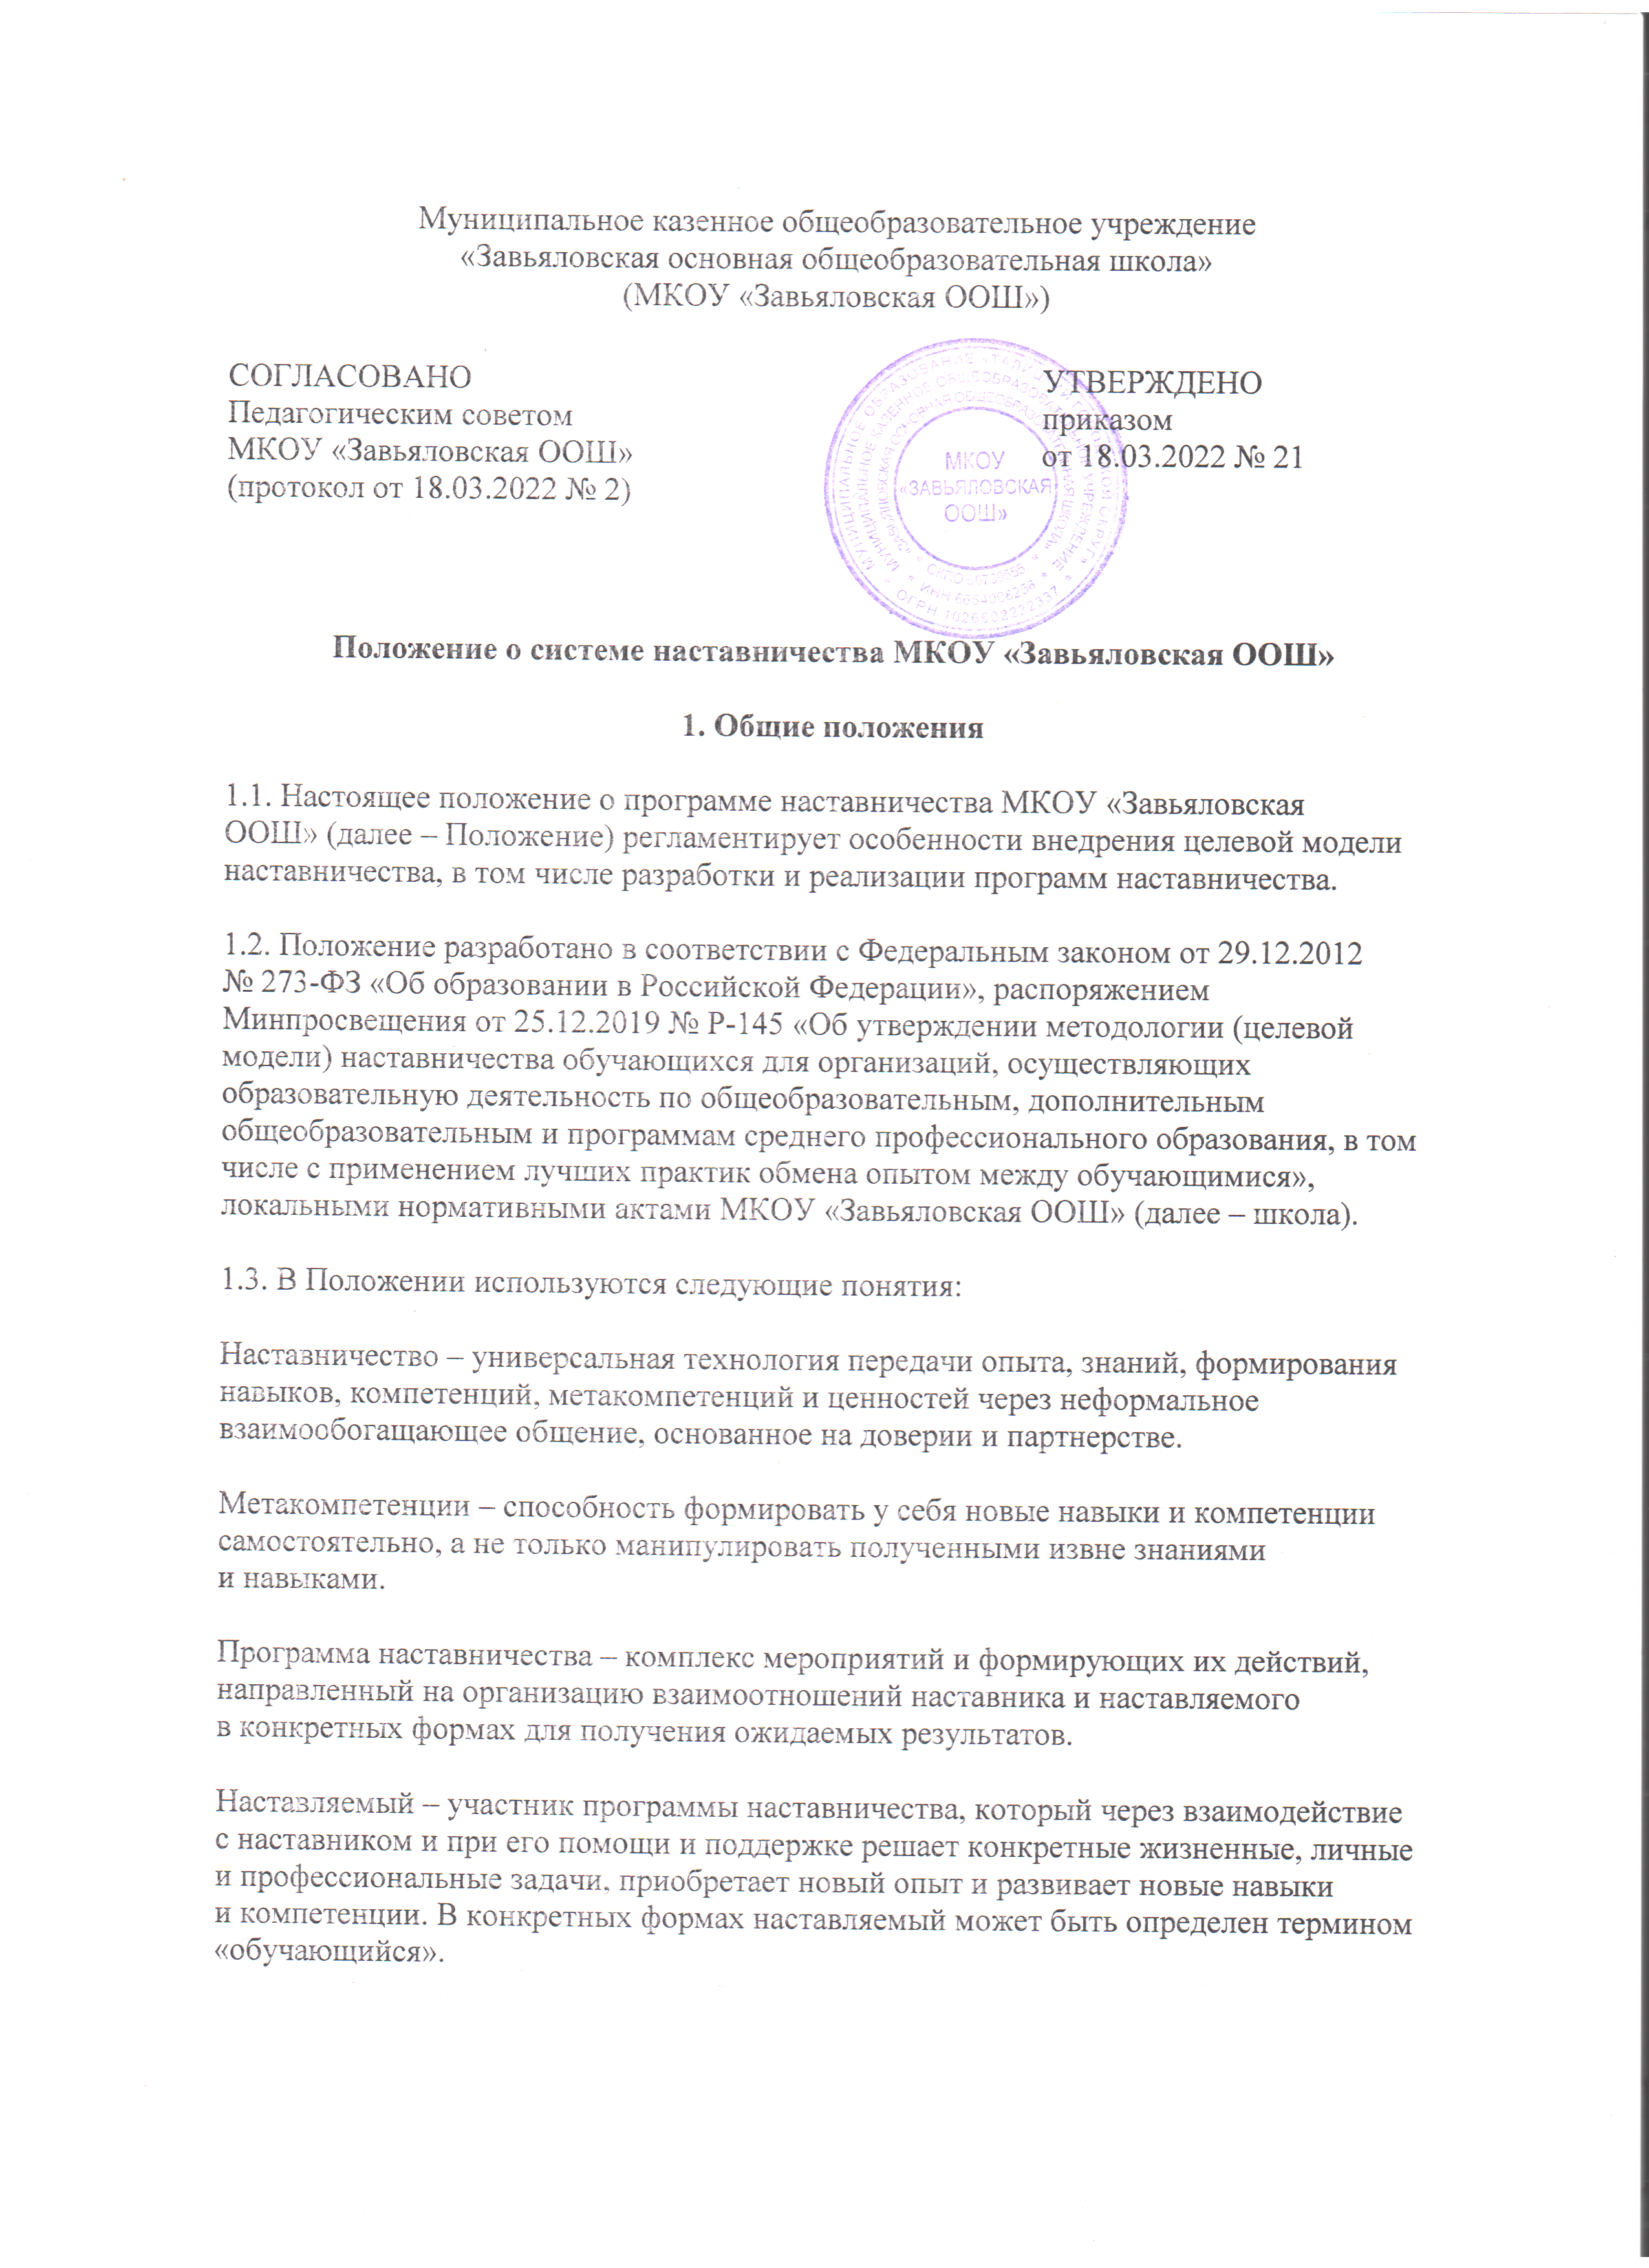 Муниципальное казенное общеобразовательное учреждение
«Завьяловская основная общеобразовательная школа»
(МКОУ «Завьяловская ООШ»)
СОГЛАСОВАНО
Педагогическим советом
МКОУ «Завьяловская ООШ»
(протокол от 18.03.2022 № 2)
УТВЕРЖДЕНО
приказом
от 18.03.2022 № 21
МКОУ
«ЗАВЬЯЛОВСКАЯ
ООШ»
Положение о системе наставничества МКОУ «Завьяловская ООШ»
1. Общие положения
1.1. Настоящее положение о программе наставничества МКОУ «Завьяловская
ООШ» (далее – Положение) регламентирует особенности внедрения целевой модели
наставничества, в том числе разработки и реализации программ наставничества.
1.2. Положение разработано в соответствии с Федеральным законом от 29.12.2012
№ 273-ФЗ «Об образовании в Российской Федерации», распоряжением
Минпросвещения от 25.12.2019 № Р-145 «Об утверждении методологии (целевой
модели) наставничества обучающихся для организаций, осуществляющих
образовательную деятельность по общеобразовательным, дополнительным
общеобразовательным и программам среднего профессионального образования, в том
числе с применением лучших практик обмена опытом между обучающимися»,
локальными нормативными актами МКОУ «Завьяловская ООШ» (далее – школа).
1.3. В Положении используются следующие понятия:
Наставничество – универсальная технология передачи опыта, знаний, формирования
навыков, компетенций, метакомпетенций и ценностей через неформальное
взаимообогащающее общение, основанное на доверии и партнерстве.
Метакомпетенции – способность формировать у себя новые навыки и компетенции
самостоятельно, а не только манипулировать полученными извне знаниями
и навыками.
Программа наставничества – комплекс мероприятий и формирующих их действий,
направленный на организацию взаимоотношений наставника и наставляемого
в конкретных формах для получения ожидаемых результатов.
Наставляемый – участник программы наставничества, который через взаимодействие
с наставником и при его помощи и поддержке решает конкретные жизненные, личные
и профессиональные задачи, приобретает новый опыт и развивает новые навыки
и компетенции. В конкретных формах наставляемый может быть определен термином
«обучающийся».